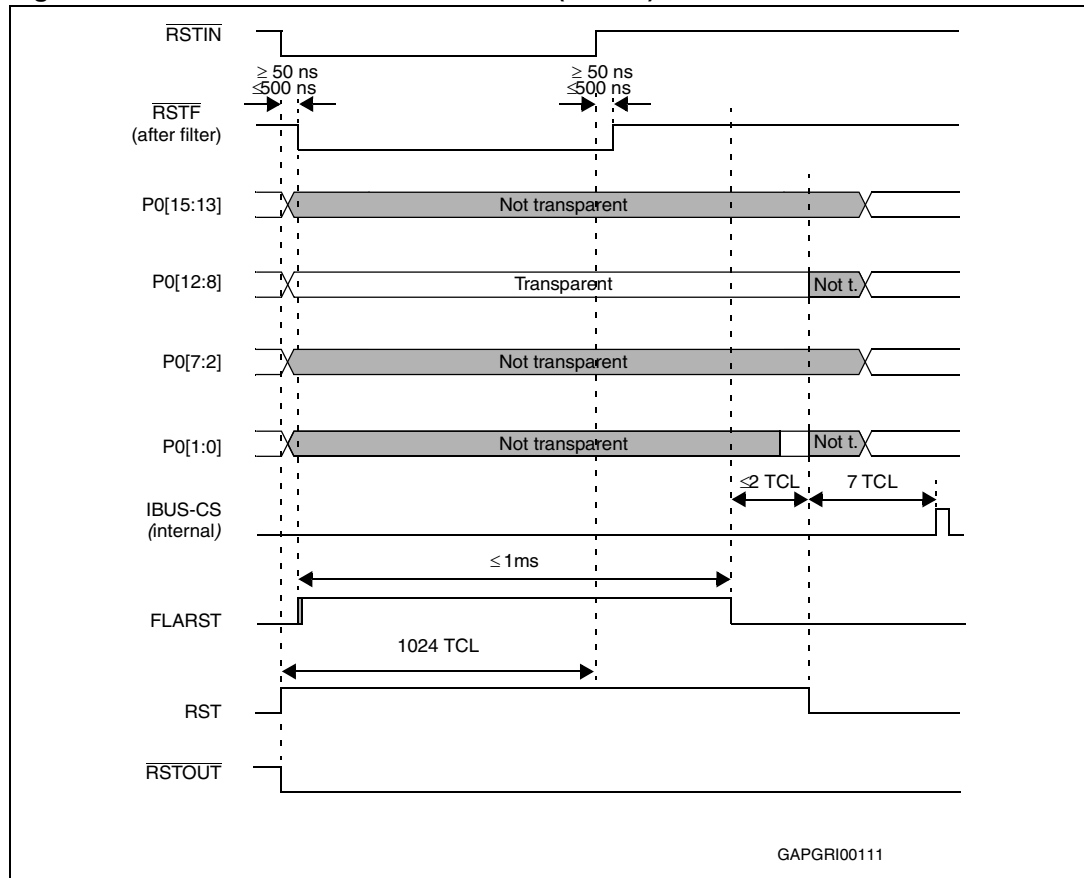 RSTIN
≥ 50 ns ≥ 50 ns
≤500 ns ≤500 ns
RSTF
(after filter)
P0[15:13] Not transparent
P0[12:8] Transparent Not t.
P0[7:2] Not transparent
P0[1:0] Not transparent Not t.
≤2 TCL 7 TCL
IBUS-CS
(internal)
≤ 1ms
FLARST
1024 TCL
RST
RSTOUT
GAPGRI00111